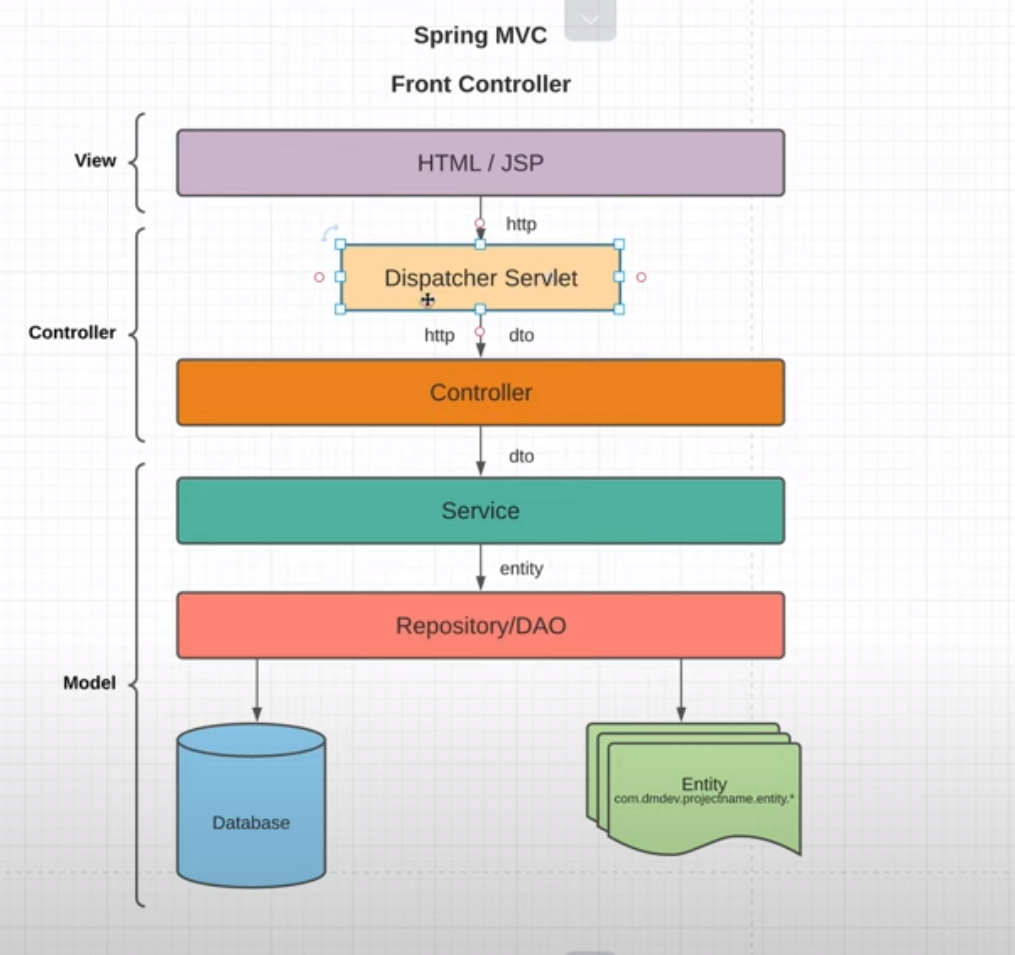 Spring MVC
Front Controller
View
HTML / JSP
http
Dispatcher Servlet
Controller
http dto
Controller
dto
Service
entity
Repository/DAO
Model
Entity
com.dmdev.projectname.entity.*
Database